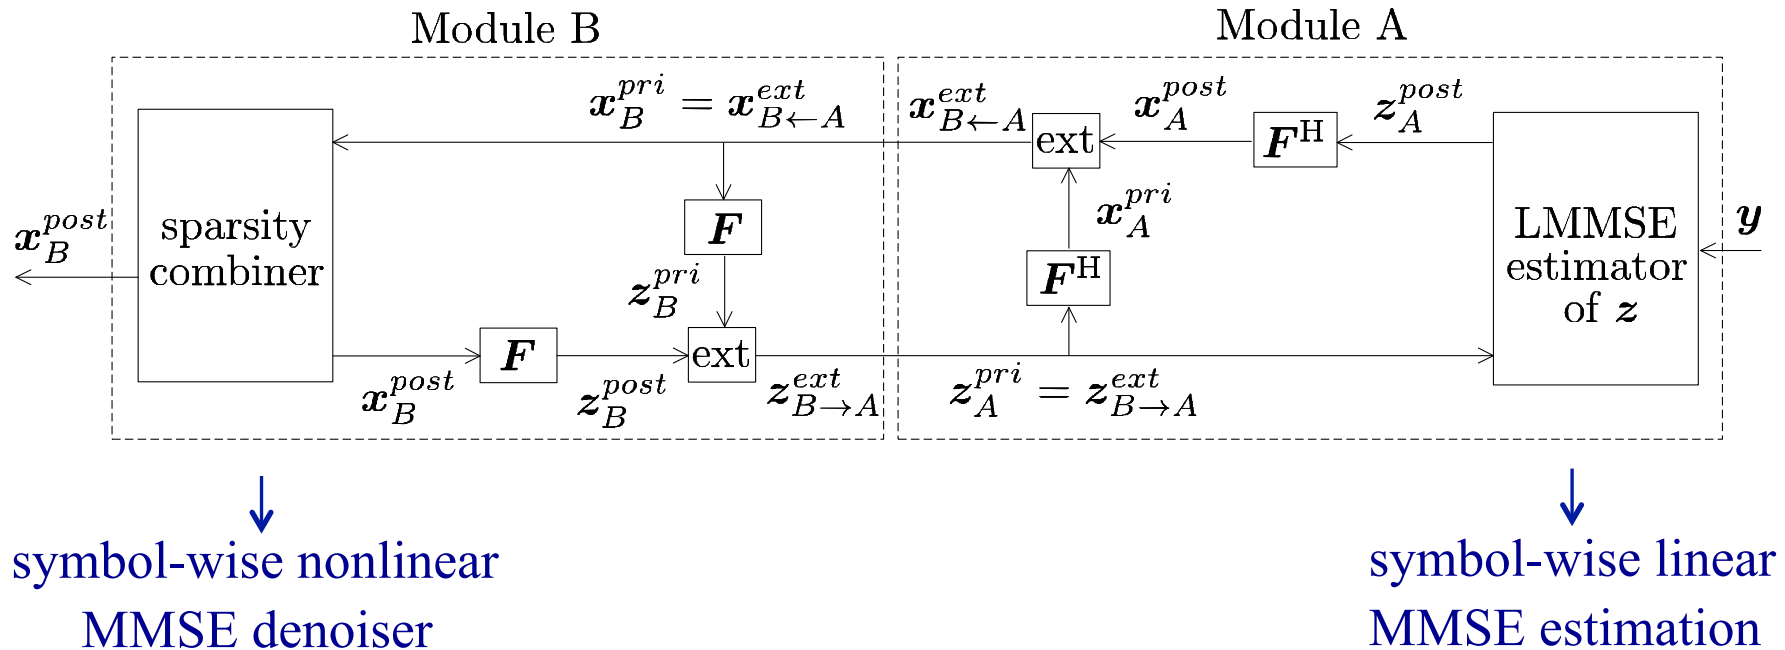 Module B
Module A
x_B^{pri} = x_{B←A}^{ext}
x_{B←A}^{ext}
x_A^{post}
z_A^{post}
ext
F^H
x_A^{pri}
F^H
F
z_B^{pri}
sparsity
combiner
x_B^{post}
LMMSE
estimator
of z
y
F
ext
x_B^{post}
z_B^{post}
z_{B→A}^{ext}
z_A^{pri} = z_{B→A}^{ext}
symbol-wise nonlinear
MMSE denoiser
symbol-wise linear
MMSE estimation